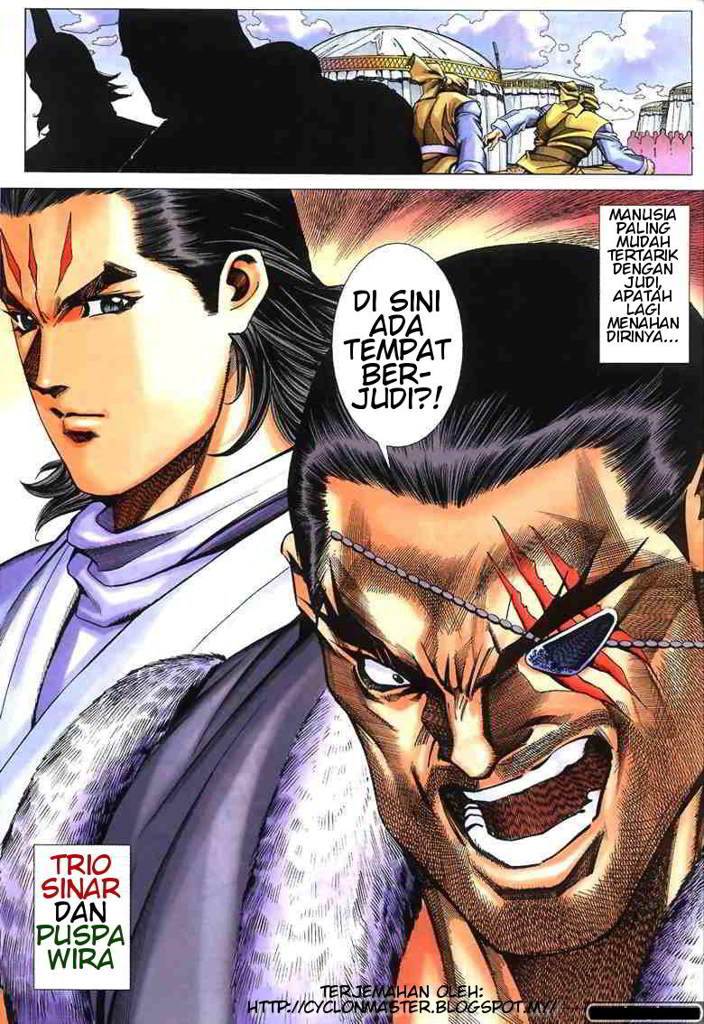 MANUSIA
PALING
MUDAH
TERTARIK
DENGAN
JUDI,
APATAH
LAGI
MENAHAN
DIRINYA...
DI SINI
ADA
TEMPAT
BER-
JUDI?!
TRIO
SINAR
DAN
PUSPA
WIRA
TERJEMAHAN OLEH:
HTTP://CYCLONMASTER.BLOGSPOT.MY/